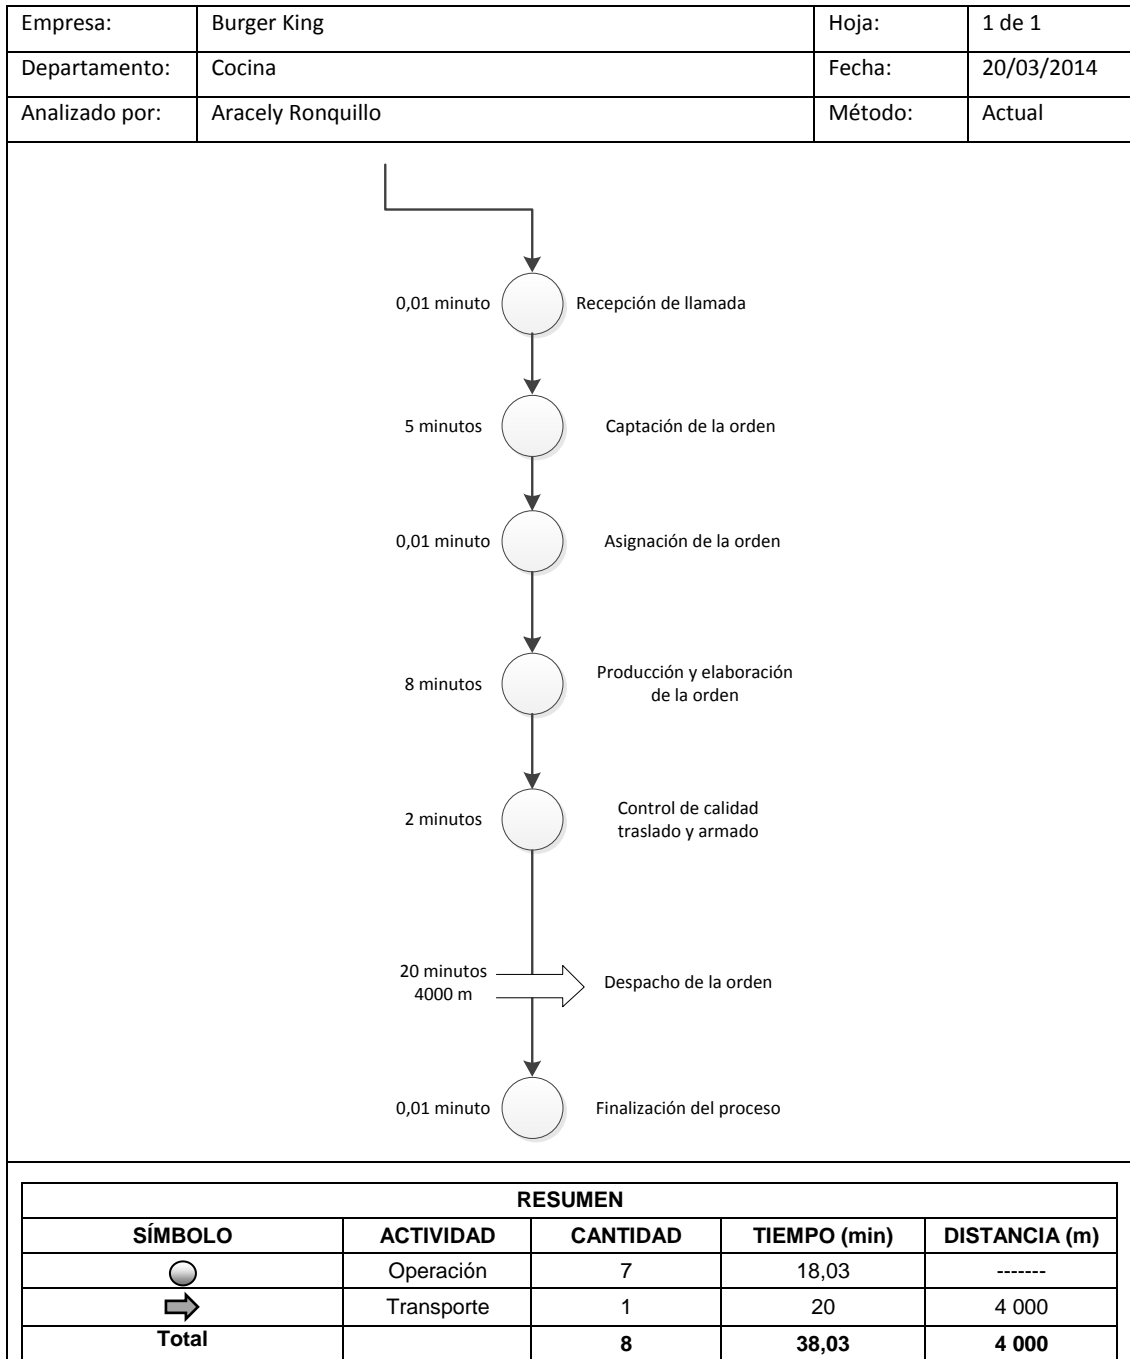 Empresa: Burger King Hoja: 1 de 1
Departamento: Cocina Fecha: 20/03/2014
Analizado por: Aracely Ronquillo Método: Actual
0,01 minuto Recepción de llamada
5 minutos Captación de la orden
0,01 minuto Asignación de la orden
8 minutos Producción y elaboración
de la orden
2 minutos Control de calidad
traslado y armado
20 minutos
4000 m
Despacho de la orden
0,01 minuto Finalización del proceso
RESUMEN
SÍMBOLO ACTIVIDAD CANTIDAD TIEMPO (min) DISTANCIA (m)
Operación 7 18,03 -------
Transporte 1 20 4 000
Total 8 38,03 4 000